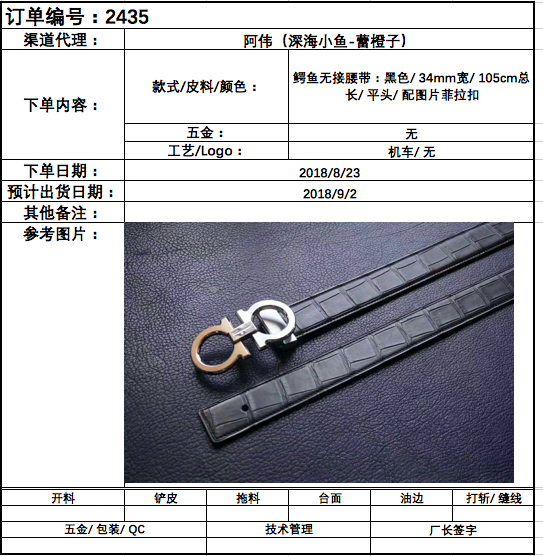 订单编号：2435
渠道代理：
阿伟（深海小鱼-蕾橙子）
下单内容：
款式/皮料/颜色：
鳄鱼无接腰带：黑色/ 34mm宽/ 105cm总
长/ 平头/ 配图片菲拉扣
五金：
无
工艺/Logo：
机车/ 无
下单日期：
2018/8/23
预计出货日期：
2018/9/2
其他备注：
参考图片：
开料
铲皮
拖料
台面
油边
打斩/ 缝线
五金/ 包装/ QC
技术管理
厂长签字